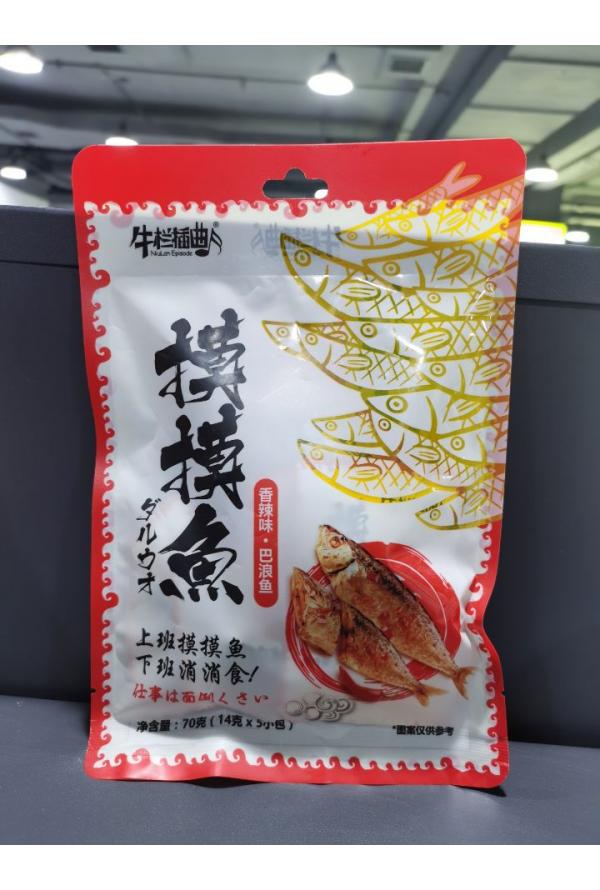 牛栏插曲®
NiuLan Episode
摸摸魚
ダルウオ
香辣味·巴浪鱼
上班摸摸魚
下班消消食!
仕事は面倒くさい
净含量:70克(14克x5小包)
*图案仅供参考